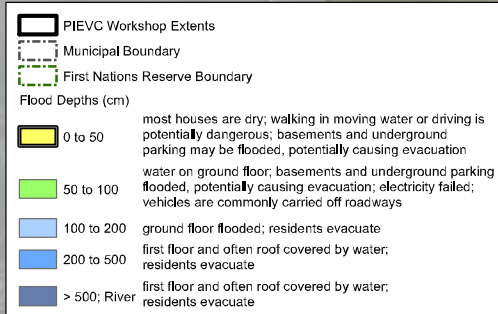 PIEVC Workshop Extents
Municipal Boundary
First Nations Reserve Boundary
Flood Depths (cm)
0 to 50
most houses are dry; walking in moving water or driving is
potentially dangerous; basements and underground
parking may be flooded, potentially causing evacuation
50 to 100
water on ground floor; basements and underground parking
flooded, potentially causing evacuation; electricity failed;
vehicles are commonly carried off roadways
100 to 200
ground floor flooded; residents evacuate
200 to 500
first floor and often roof covered by water;
residents evacuate
> 500; River
first floor and often roof covered by water;
residents evacuate